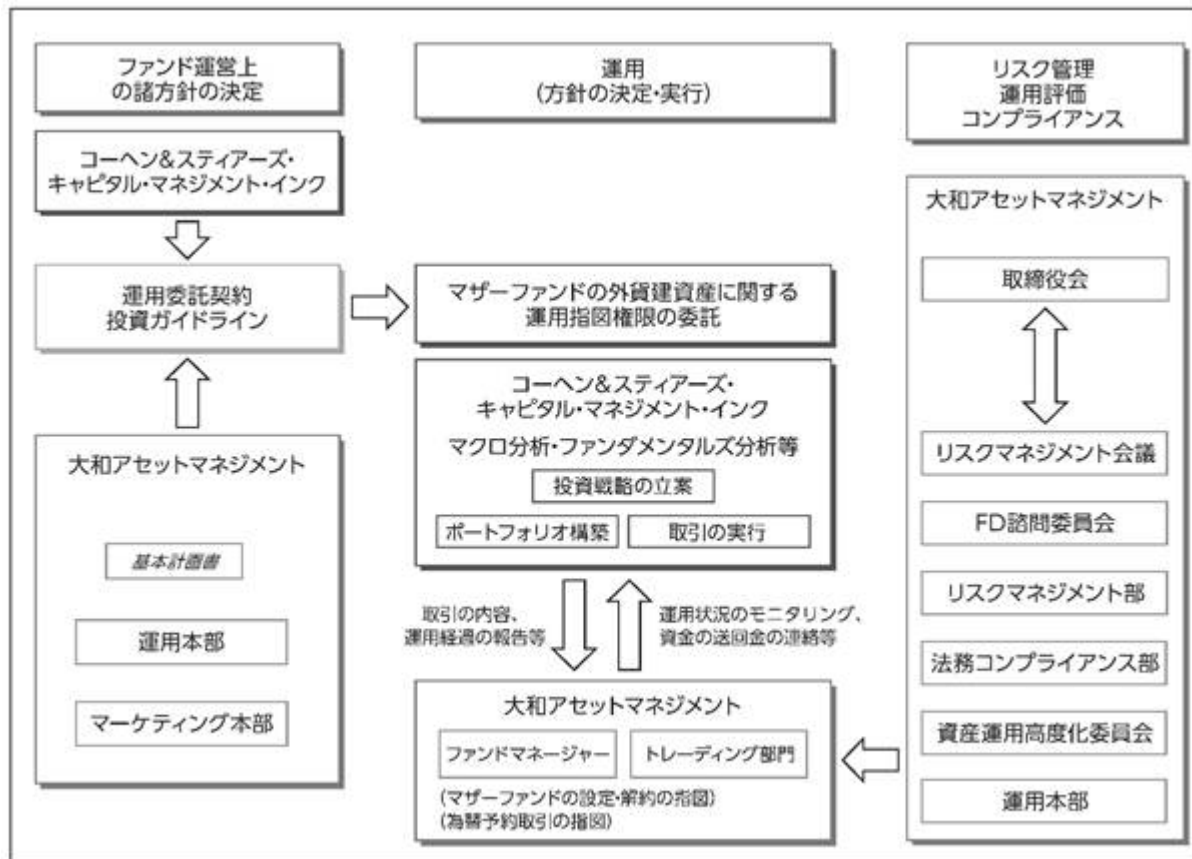 ファンド運営上
の諸方針の決定
コーヘン&スティアーズ・
キャピタル・マネジメント・インク
運用委託契約
投資ガイドライン
大和アセットマネジメント
基本計画書
運用本部
マーケティング本部
運用
(方針の決定・実行)
マザーファンドの外貨建資産に関する
運用指図権限の委託
コーヘン&スティアーズ・
キャピタル・マネジメント・インク
マクロ分析・ファンダメンタルズ分析等
投資戦略の立案
ポートフォリオ構築
取引の実行
取引の内容、
運用経過の報告等
運用状況のモニタリング、
資金の送回金の連絡等
大和アセットマネジメント
ファンドマネージャー
トレーディング部門
(マザーファンドの設定・解約の指図)
(為替予約取引の指図)
リスク管理
運用評価
コンプライアンス
大和アセットマネジメント
取締役会
リスクマネジメント会議
FD諮問委員会
リスクマネジメント部
法務コンプライアンス部
資産運用高度化委員会
運用本部